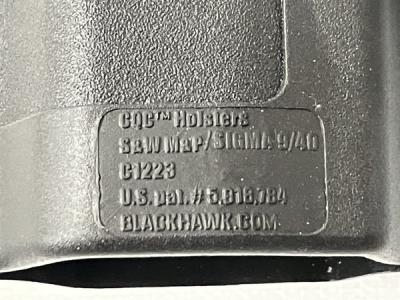 CQC™ Holsters
S&W M&P/SIGMA 9/40
C1223
U.S. pat. # 5,918,784
BLACKHAWK.COM